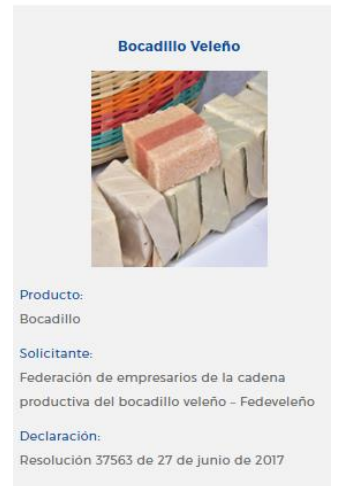 Bocadillo Veleño
Producto:
Bocadillo
Solicitante:
Federación de empresarios de la cadena
productiva del bocadillo veleño – Fedeveleño
Declaración:
Resolución 37563 de 27 de junio de 2017